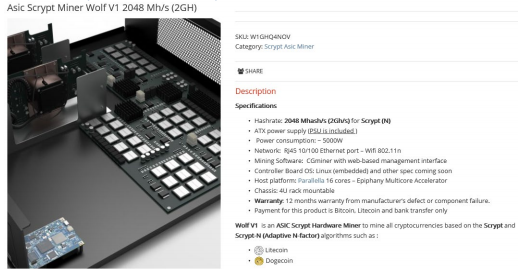 Asic Scrypt Miner Wolf V1 2048 Mh/s (2GH)
SKU: W1GHQ4NOV
Category: Scrypt Asic Miner
SHARE
Description
Specifications
• Hashrate: 2048 Mhash/s (2Gh/s) for Scrypt (N)
• ATX power supply (PSU is included )
• Power consumption: ~ 5000W
• Network: RJ45 10/100 Ethernet port – Wifi 802.11n
• Mining Software: CGminer with web-based management interface
• Controller Board OS: Linux (embedded) and other spec coming soon
• Host platform: Parallella 16 cores – Epiphany Multicore Accelerator
• Chassis: 4U rack mountable
• Warranty: 12 months warranty from manufacturer's defect or component failure.
• Payment for this product is Bitcoin, Litecoin and bank transfer only
Wolf V1 is an ASIC Scrypt Hardware Miner to mine all cryptocurrencies based on the Scrypt and
Scrypt-N (Adaptive N-factor) algorithms such as :
• Litecoin
• Dogecoin